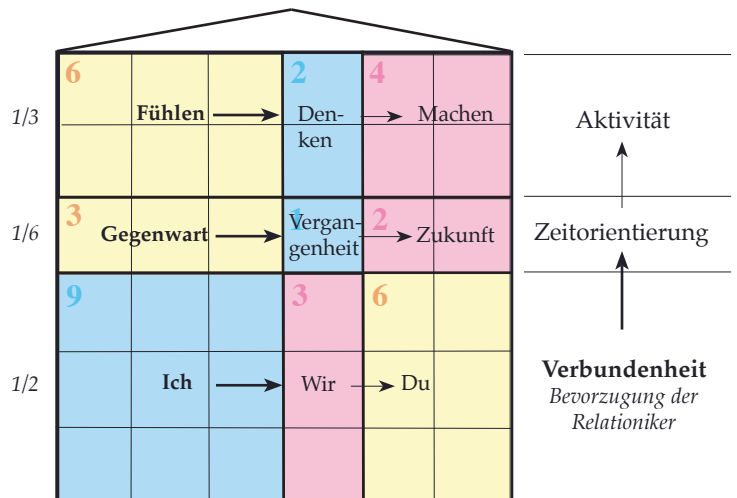 6 2 4
1/3 Fühlen Den- Machen Aktivität
ken
3 1 2
1/6 Gegenwart Vergan- Zukunft Zeitorientierung
genheit
9 3 6
1/2 Ich Wir Du
Verbundenheit
Bevorzugung der
Relationiker